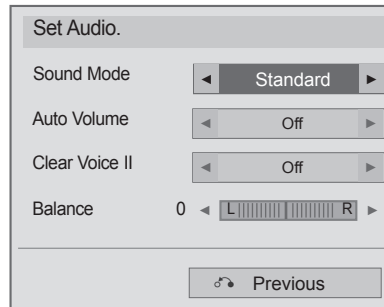 Set Audio.
Sound Mode ◄ Standard ►
Auto Volume ◄ Off ►
Clear Voice II ◄ Off ►
Balance 0 ◄ L R ►
Previous